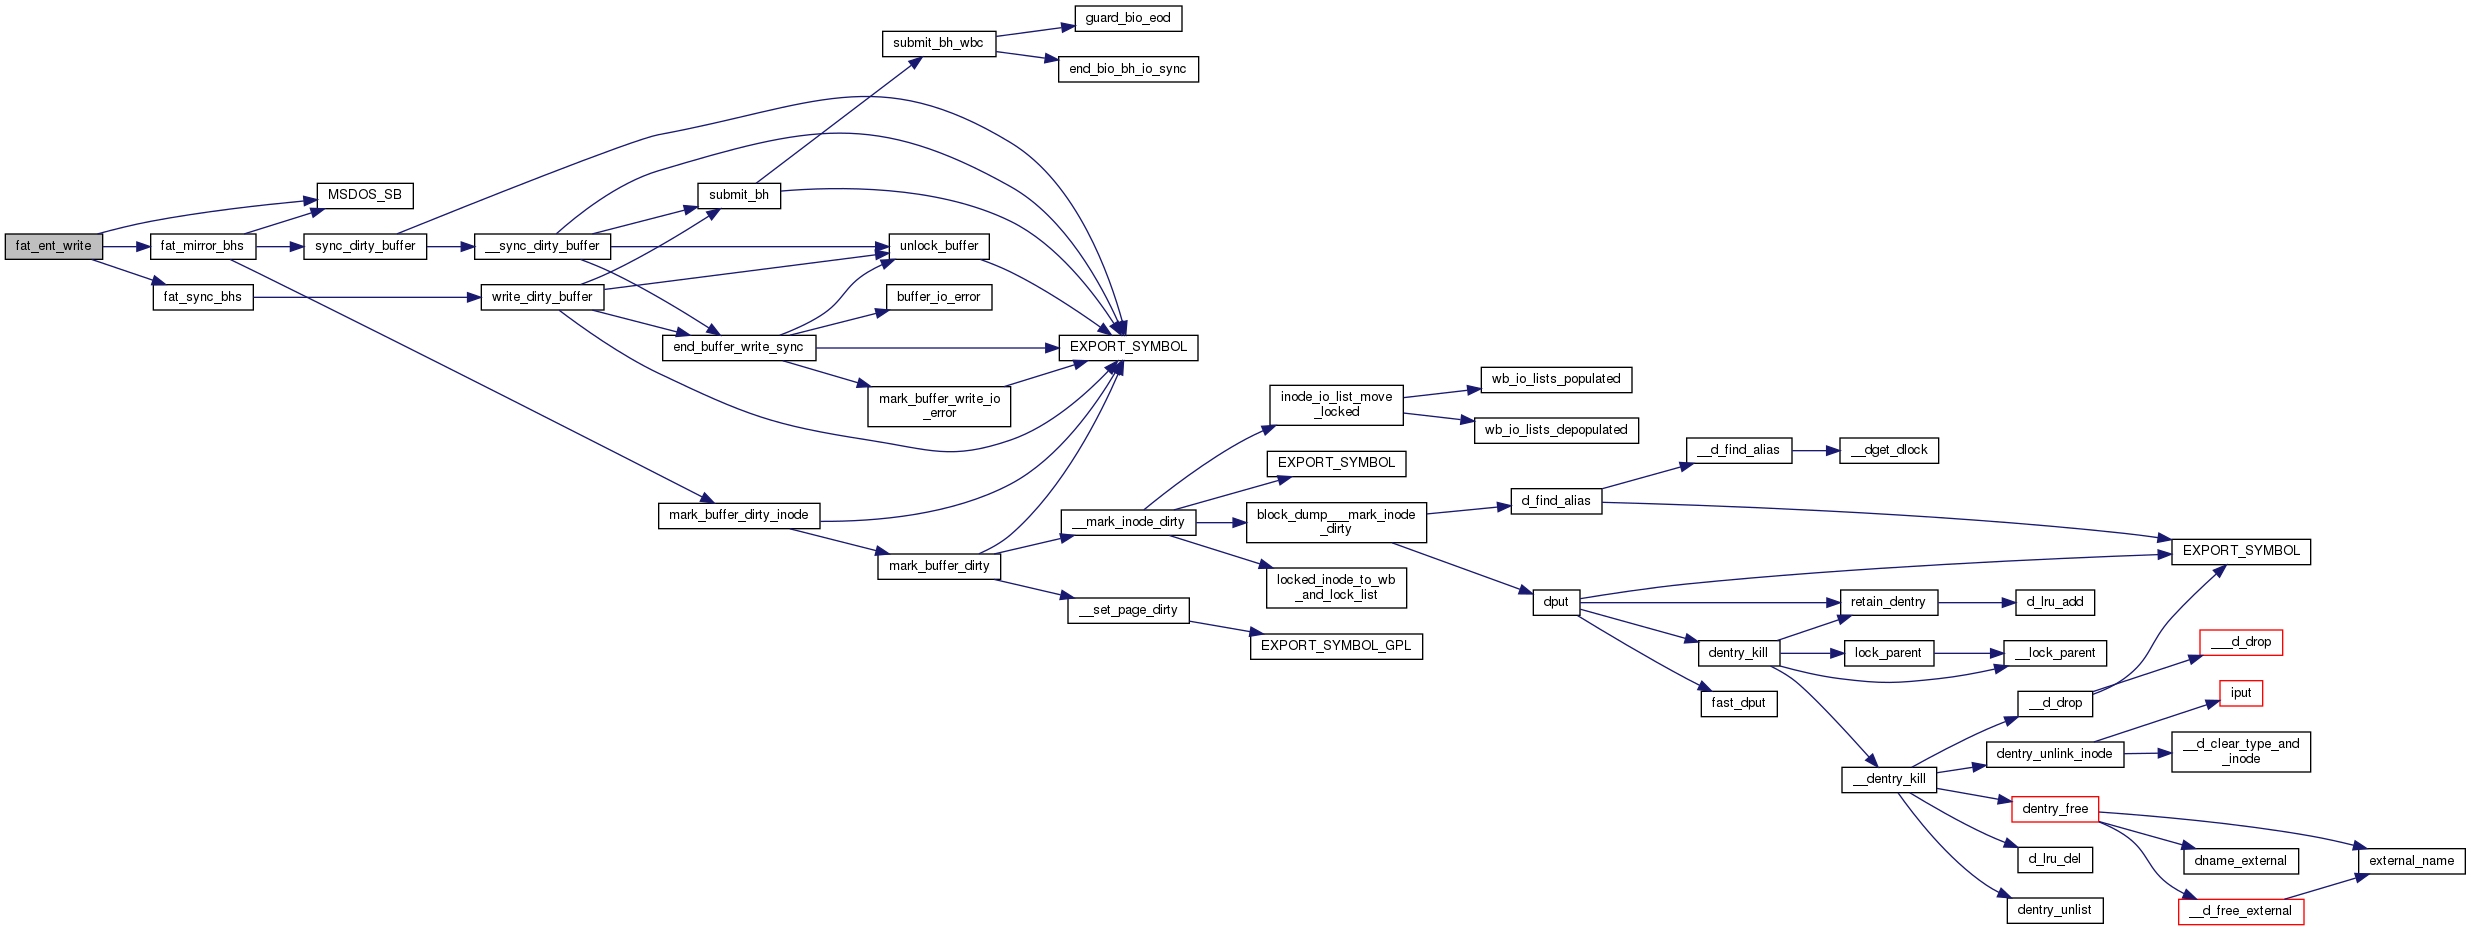 guard_bio_eod
submit_bh_wbc
end_bio_bh_io_sync
MSDOS_SB
submit_bh
fat_ent_write
fat_mirror_bhs
sync_dirty_buffer
__sync_dirty_buffer
unlock_buffer
fat_sync_bhs
write_dirty_buffer
buffer_io_error
end_buffer_write_sync
EXPORT_SYMBOL
mark_buffer_write_io
_error
inode_io_list_move
_locked
wb_io_lists_populated
wb_io_lists_depopulated
__d_find_alias
__dget_dlock
EXPORT_SYMBOL
mark_buffer_dirty_inode
__mark_inode_dirty
block_dump___mark_inode
_dirty
d_find_alias
EXPORT_SYMBOL
mark_buffer_dirty
locked_inode_to_wb
_and_lock_list
dput
retain_dentry
d_lru_add
__set_page_dirty
EXPORT_SYMBOL_GPL
dentry_kill
lock_parent
__lock_parent
___d_drop
fast_dput
__d_drop
iput
dentry_unlink_inode
__d_clear_type_and
_inode
__dentry_kill
dentry_free
d_lru_del
dname_external
external_name
dentry_unlist
__d_free_external